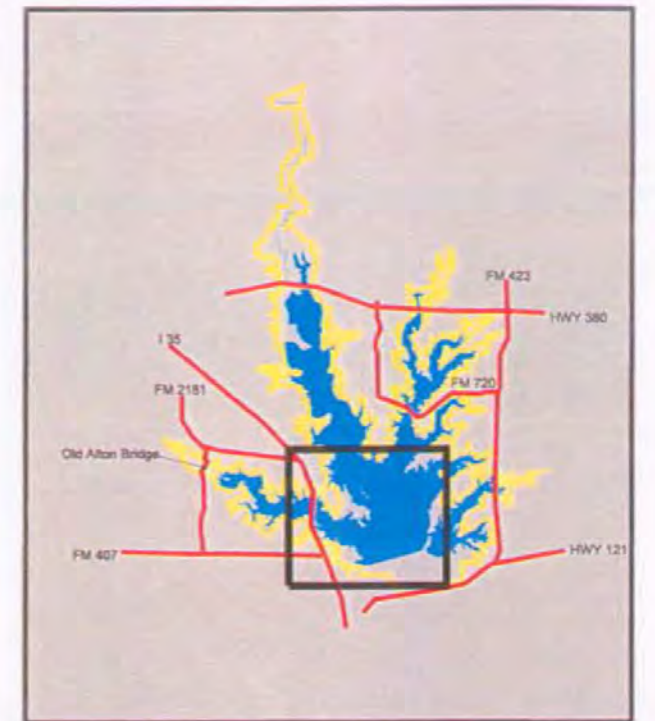 FM 423
HWY 380
I 35
FM 720
FM 2181
Old Alton Bridge
FM 407
HWY 121